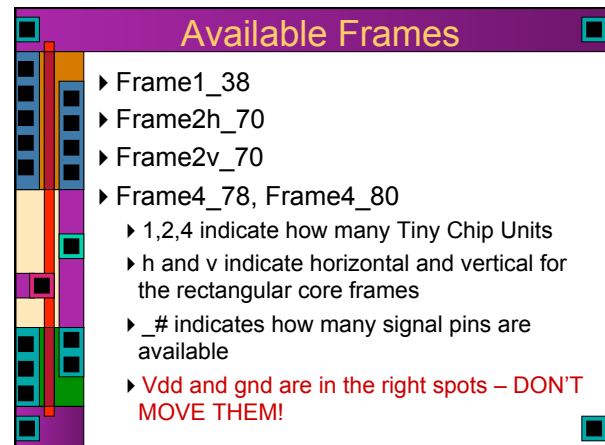 Available Frames
Frame1_38
Frame2h_70
Frame2v_70
Frame4_78, Frame4_80
1,2,4 indicate how many Tiny Chip Units
h and v indicate horizontal and vertical for
the rectangular core frames
_# indicates how many signal pins are
available
Vdd and gnd are in the right spots – DON'T
MOVE THEM!